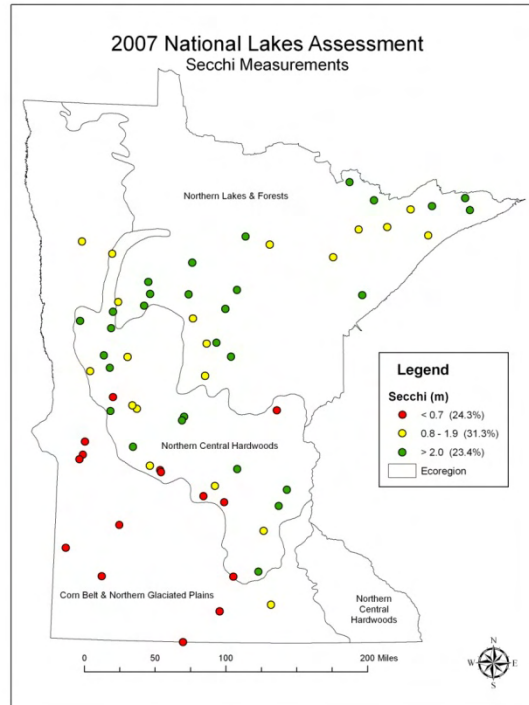 2007 National Lakes Assessment
Secchi Measurements
Northern Lakes & Forests
Legend
Secchi (m)
< 0.7 (24.3%)
0.8 - 1.9 (31.3%)
> 2.0 (23.4%)
Ecoregion
Northern Central Hardwoods
Corn Belt & Northern Glaciated Plains
Northern
Central
Hardwoods
0 50 100 200 Miles
N
W E
S